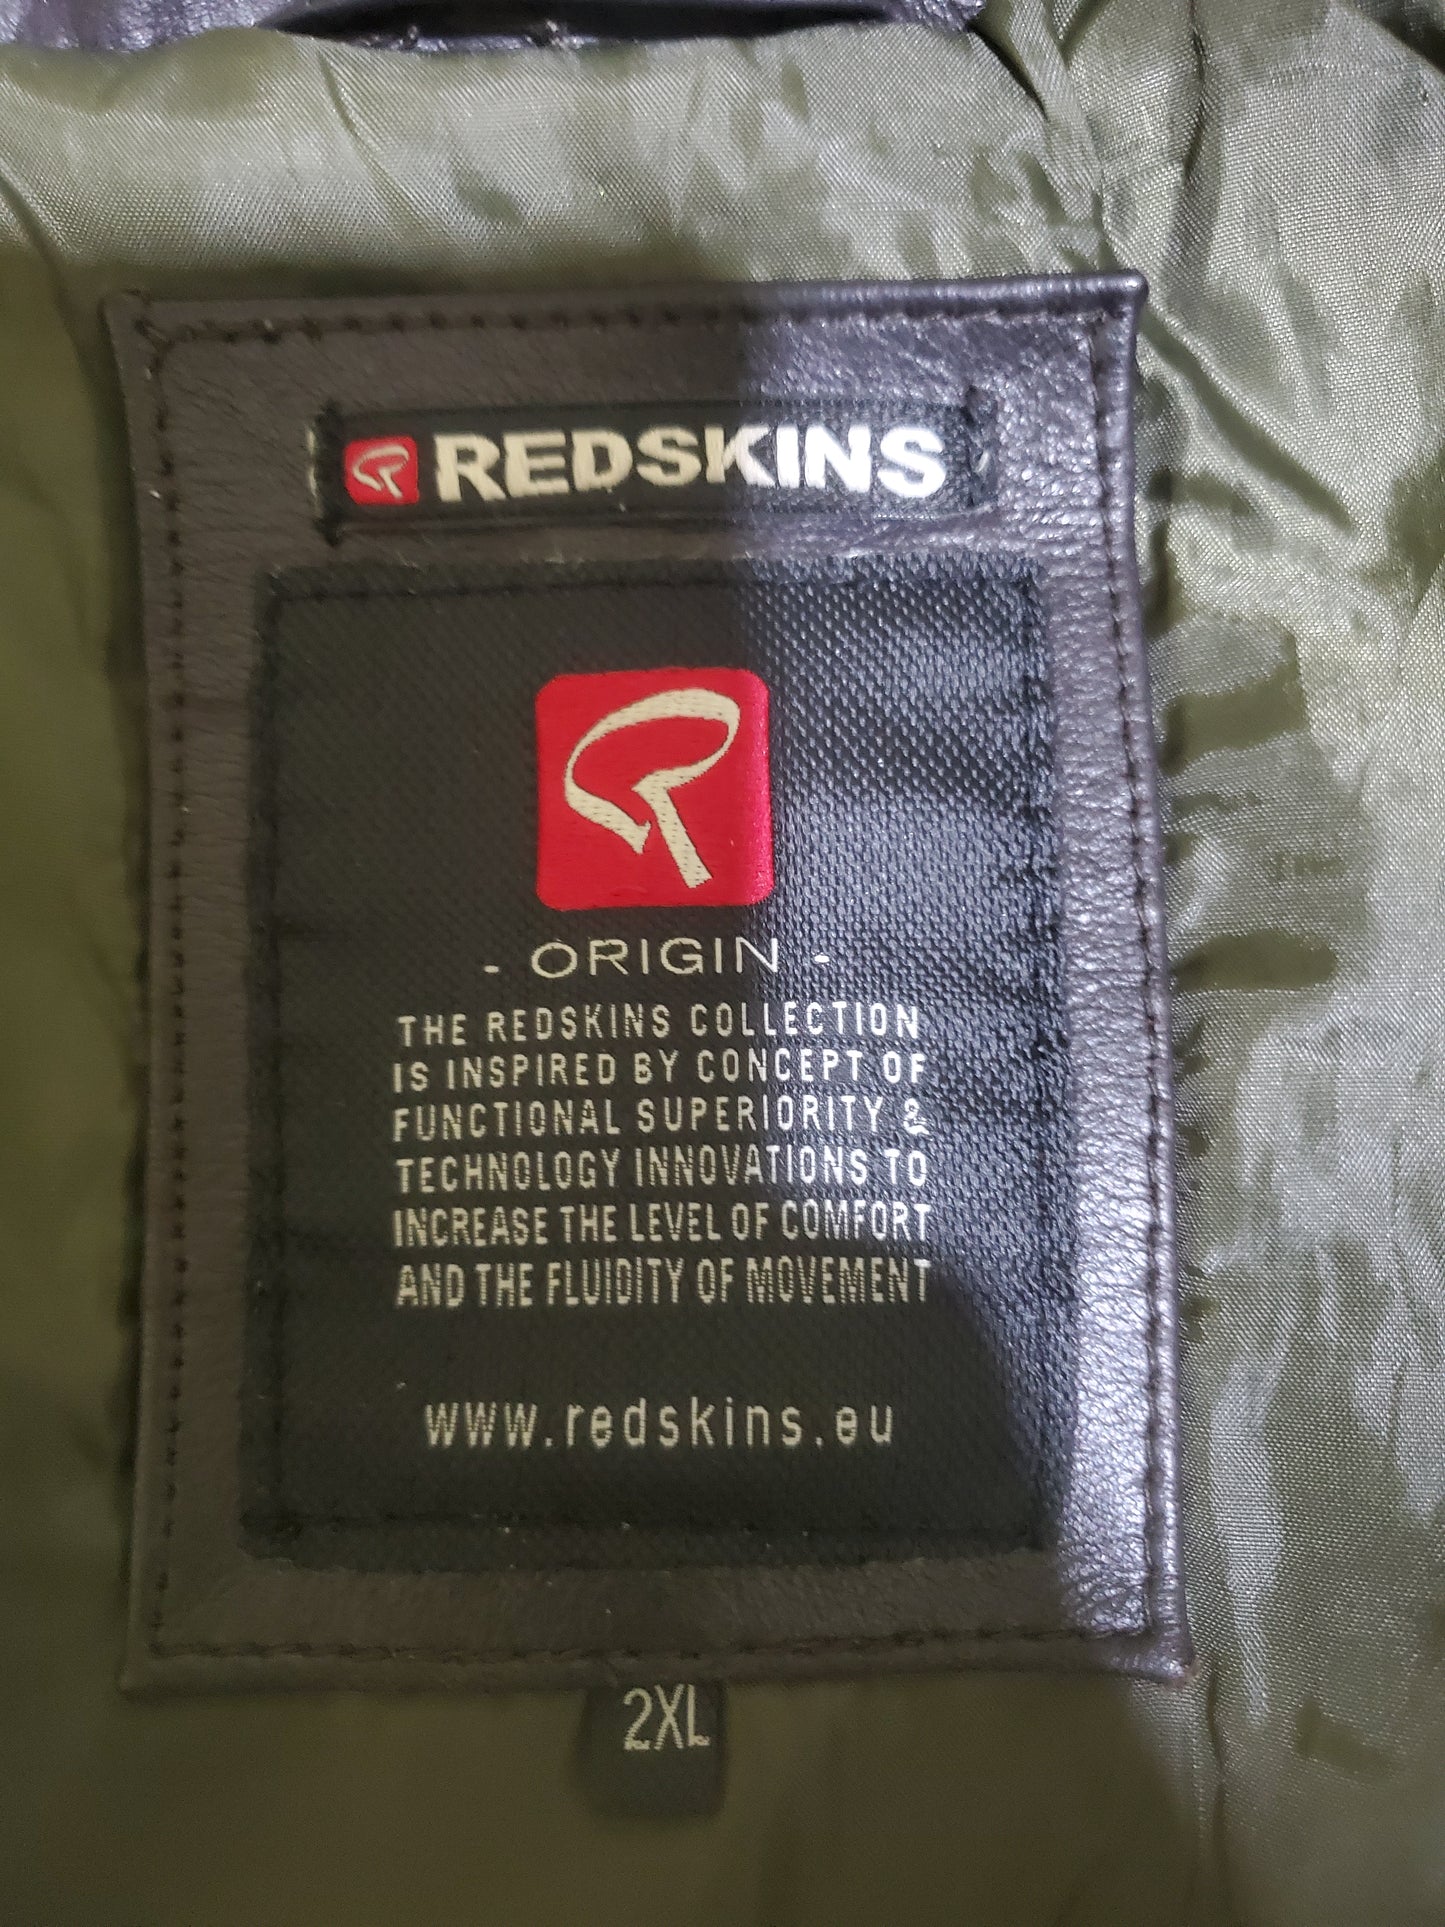 REDSKINS
- ORIGIN -
THE REDSKINS COLLECTION
IS INSPIRED BY CONCEPT OF
FUNCTIONAL SUPERIORITY &
TECHNOLOGY INNOVATIONS TO
INCREASE THE LEVEL OF COMFORT
AND THE FLUIDITY OF MOVEMENT
www.redskins.eu
2XL